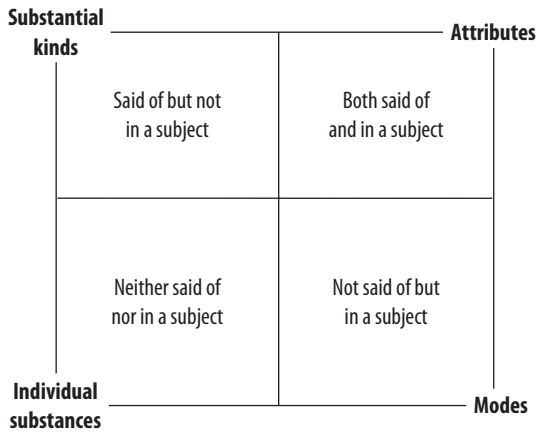 Substantial
kinds
Attributes
Said of but not
in a subject
Both said of
and in a subject
Neither said of
nor in a subject
Not said of but
in a subject
Individual
substances
Modes